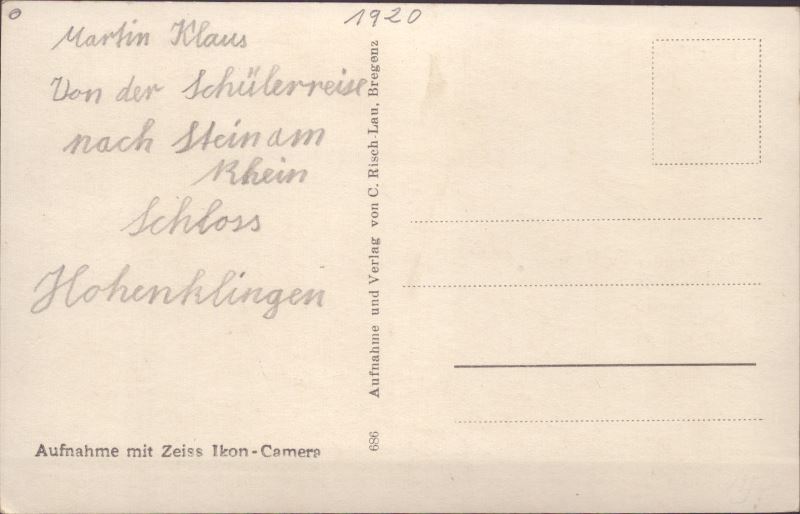 1920
Martin Klaus
Von der Schülerreise
nach Stein am
Rhein
Schloss
Hohenklingen
Aufnahme mit Zeiss Ikon-Camera
686 Aufnahme und Verlag von C. Risch-Lau, Bregenz